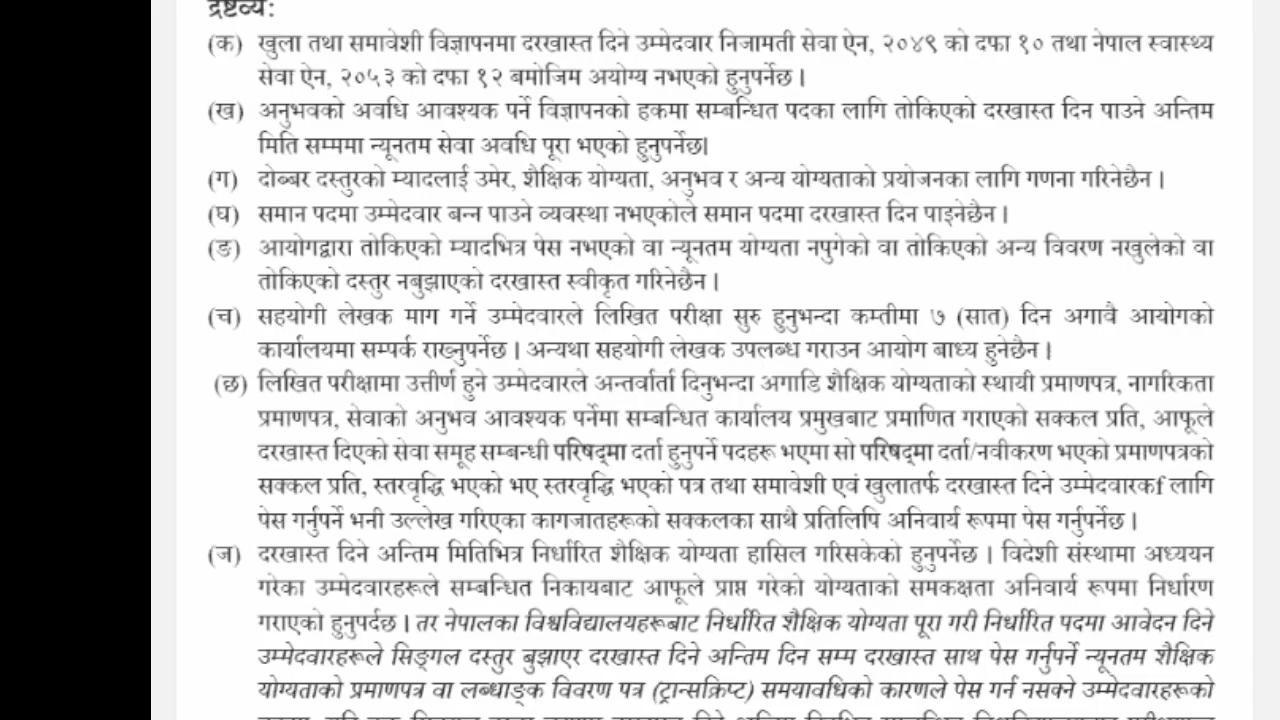 द्रष्टव्य:
(क) खुला तथा समावेशी विज्ञापनमा दरखास्त दिने उम्मेदवार निजामती सेवा ऐन, २०४९ को दफा १० तथा नेपाल स्वास्थ्य
सेवा ऐन, २०५३ को दफा १२ बमोजिम अयोग्य नभएको हुनुपर्नेछ ।
(ख) अनुभवको अवधि आवश्यक पर्ने विज्ञापनको हकमा सम्बन्धित पदका लागि तोकिएको दरखास्त दिन पाउने अन्तिम
मिति सम्ममा न्यूनतम सेवा अवधि पूरा भएको हुनुपर्नेछ।
(ग) दोब्बर दस्तुरको म्यादलाई उमेर, शैक्षिक योग्यता, अनुभव र अन्य योग्यताको प्रयोजनका लागि गणना गरिनेछैन ।
(घ) समान पदमा उम्मेदवार बन्न पाउने व्यवस्था नभएकोले समान पदमा दरखास्त दिन पाइनेछैन ।
(ङ) आयोगद्वारा तोकिएको म्यादभित्र पेस नभएको वा न्यूनतम योग्यता नपुगेको वा तोकिएको अन्य विवरण नखुलेको वा
तोकिएको दस्तुर नबुझाएको दरखास्त स्वीकृत गरिनेछैन ।
(च) सहयोगी लेखक माग गर्ने उम्मेदवारले लिखित परीक्षा सुरु हुनुभन्दा कम्तीमा ७ (सात) दिन अगावै आयोगको
कार्यालयमा सम्पर्क राख्नुपर्नेछ । अन्यथा सहयोगी लेखक उपलब्ध गराउन आयोग बाध्य हुनेछैन ।
(छ) लिखित परीक्षामा उत्तीर्ण हुने उम्मेदवारले अन्तर्वार्ता दिनुभन्दा अगाडि शैक्षिक योग्यताको स्थायी प्रमाणपत्र, नागरिकता
प्रमाणपत्र, सेवाको अनुभव आवश्यक पर्नेमा सम्बन्धित कार्यालय प्रमुखबाट प्रमाणित गराएको सक्कल प्रति, आफूले
दरखास्त दिएको सेवा समूह सम्बन्धी परिषद्‌मा दर्ता हुनुपर्ने पदहरू भएमा सो परिषद्‌मा दर्ता/नवीकरण भएको प्रमाणपत्रको
सक्कल प्रति, स्तरवृद्धि भएको भए स्तरवृद्धि भएको पत्र तथा समावेशी एवं खुलातर्फ दरखास्त दिने उम्मेदवारकf लागि
पेस गर्नुपर्ने भनी उल्लेख गरिएका कागजातहरूको सक्कलका साथै प्रतिलिपि अनिवार्य रूपमा पेस गर्नुपर्नेछ ।
(ज) दरखास्त दिने अन्तिम मितिभित्र निर्धारित शैक्षिक योग्यता हासिल गरिसकेको हुनुपर्नेछ । विदेशी संस्थामा अध्ययन
गरेका उम्मेदवारहरूले सम्बन्धित निकायबाट आफूले प्राप्त गरेको योग्यताको समकक्षता अनिवार्य रूपमा निर्धारण
गराएको हुनुपर्दछ । तर नेपालका विश्वविद्यालयहरूबाट निर्धारित शैक्षिक योग्यता पूरा गरी निर्धारित पदमा आवेदन दिने
उम्मेदवारहरूले सिङ्गल दस्तुर बुझाएर दरखास्त दिने अन्तिम दिन सम्म दरखास्त साथ पेस गर्नुपर्ने न्यूनतम शैक्षिक
योग्यताको प्रमाणपत्र वा लब्धाङ्क विवरण पत्र (ट्रान्सक्रिप्ट) समयावधिको कारणले पेस गर्न नसक्ने उम्मेदवारहरूको